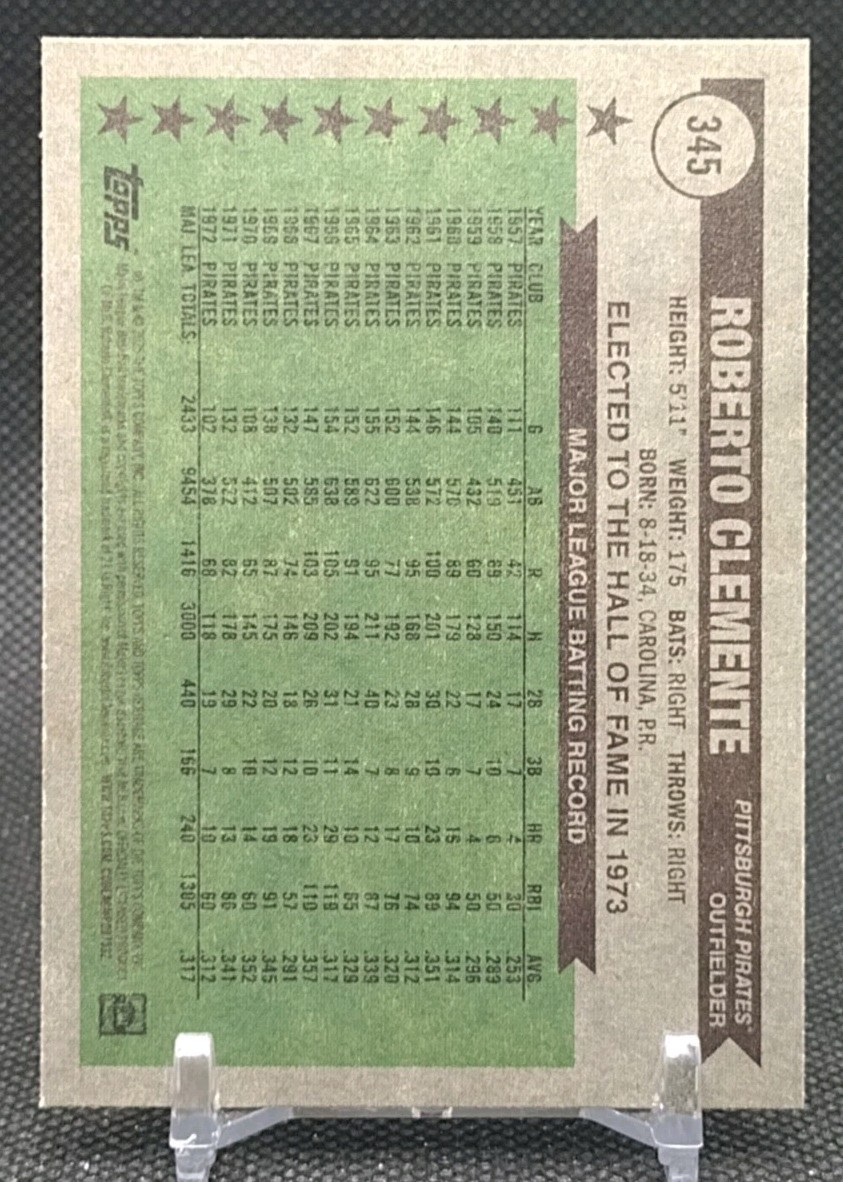 345
ROBERTO CLEMENTE
PITTSBURGH PIRATES
OUTFIELDER
HEIGHT: 5'11" WEIGHT: 175 BATS: RIGHT THROWS: RIGHT
BORN: 8-18-34, CAROLINA, P.R.
ELECTED TO THE HALL OF FAME IN 1973
MAJOR LEAGUE BATTING RECORD
YEAR CLUB G AB R H 2B 3B HR RBI AVG
1957 PIRATES 111 451 42 114 17 7 4 30 .253
1958 PIRATES 140 519 69 150 24 10 6 50 .289
1959 PIRATES 105 432 60 128 17 7 4 50 .296
1960 PIRATES 144 570 89 179 22 6 16 94 .314
1961 PIRATES 146 572 100 201 30 10 23 89 .351
1962 PIRATES 144 538 95 168 28 9 10 74 .312
1963 PIRATES 152 600 77 192 23 8 17 76 .320
1964 PIRATES 155 622 95 211 40 7 12 87 .339
1965 PIRATES 152 589 91 194 21 14 10 65 .329
1966 PIRATES 154 638 105 202 31 11 29 119 .317
1967 PIRATES 147 585 103 209 26 10 23 110 .357
1968 PIRATES 132 502 74 146 18 12 18 57 .291
1969 PIRATES 138 507 87 175 20 12 19 91 .345
1970 PIRATES 108 412 65 145 22 10 14 60 .352
1971 PIRATES 132 522 82 178 29 8 13 86 .341
1972 PIRATES 102 378 68 118 19 7 10 60 .312
MAJ. LEA. TOTALS: 2433 9454 1416 3000 440 166 240 1305 .317
topps